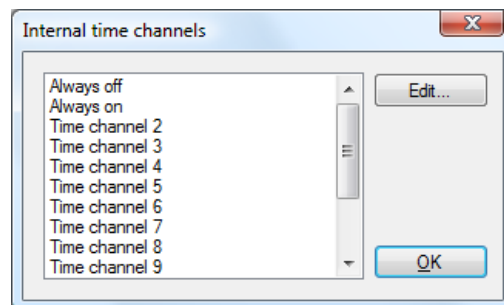 Internal time channels
Always off
Always on
Time channel 2
Time channel 3
Time channel 4
Time channel 5
Time channel 6
Time channel 7
Time channel 8
Time channel 9
Edit...
OK